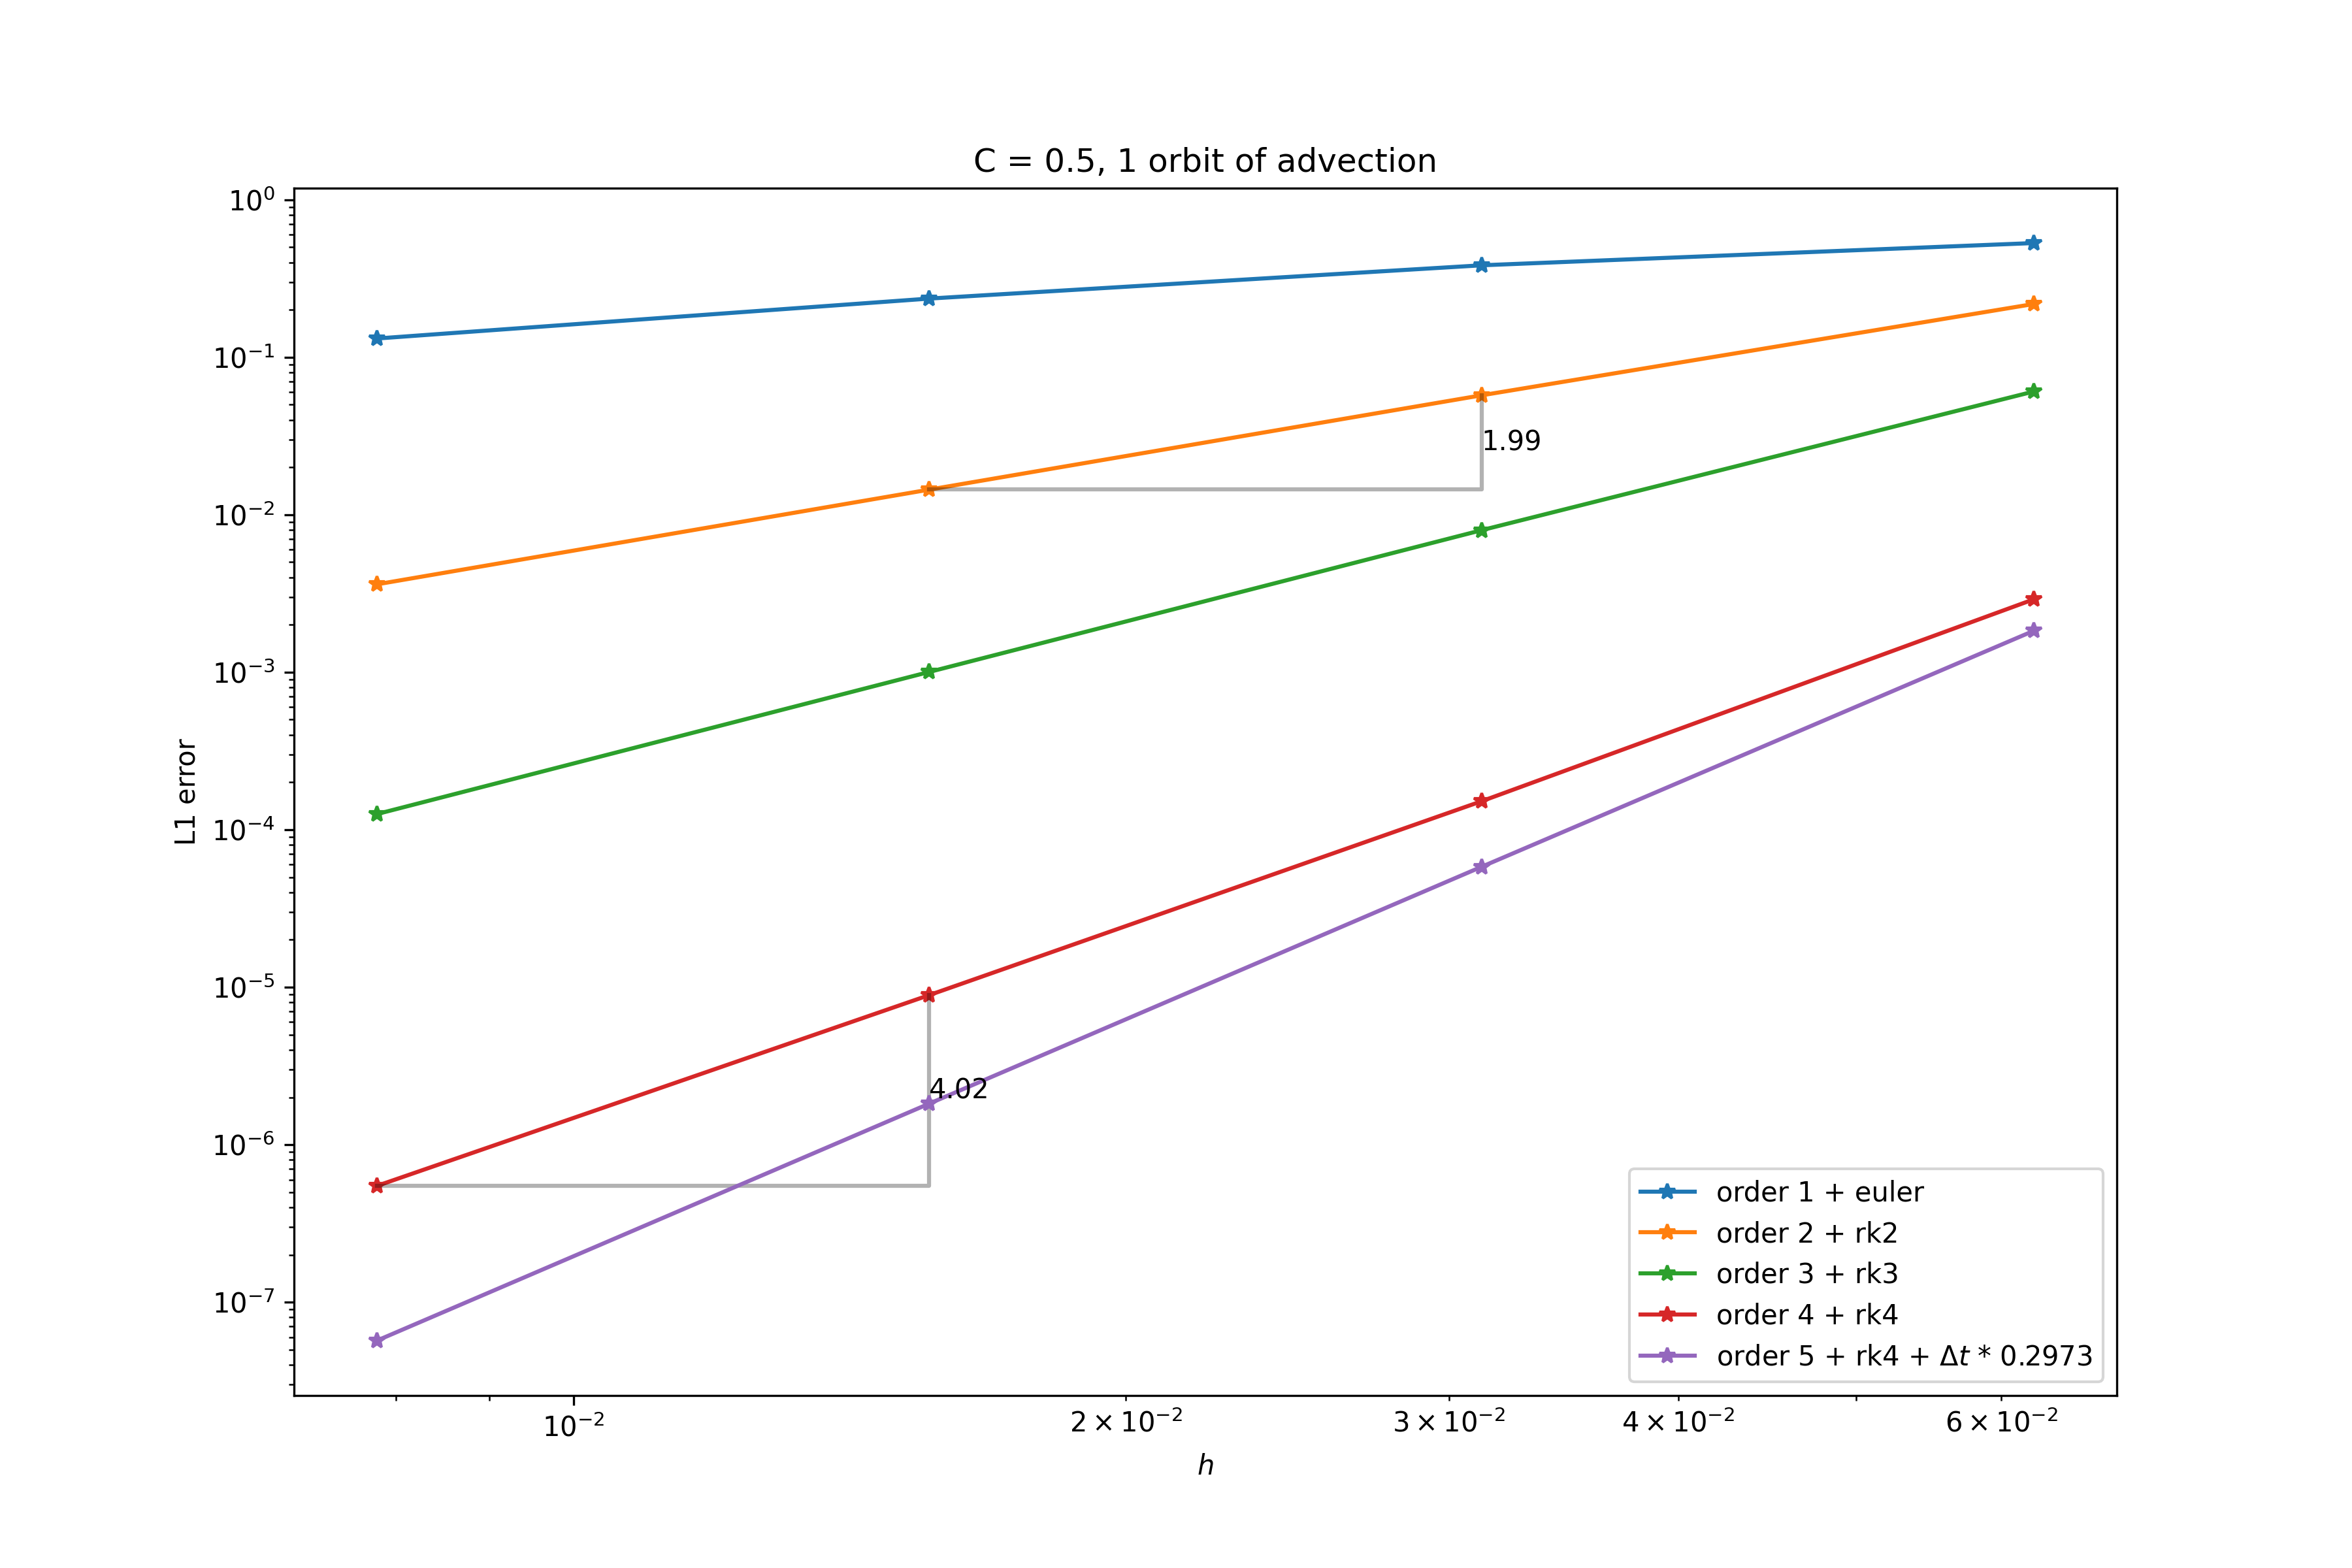 C = 0.5, 1 orbit of advection
10⁰
10⁻¹
10⁻²
10⁻³
10⁻⁴
10⁻⁵
10⁻⁶
10⁻⁷
L1 error
1.99
4.02
order 1 + euler
order 2 + rk2
order 3 + rk3
order 4 + rk4
order 5 + rk4 + Δt * 0.2973
10⁻² 2 × 10⁻² 3 × 10⁻² 4 × 10⁻² 6 × 10⁻²
h